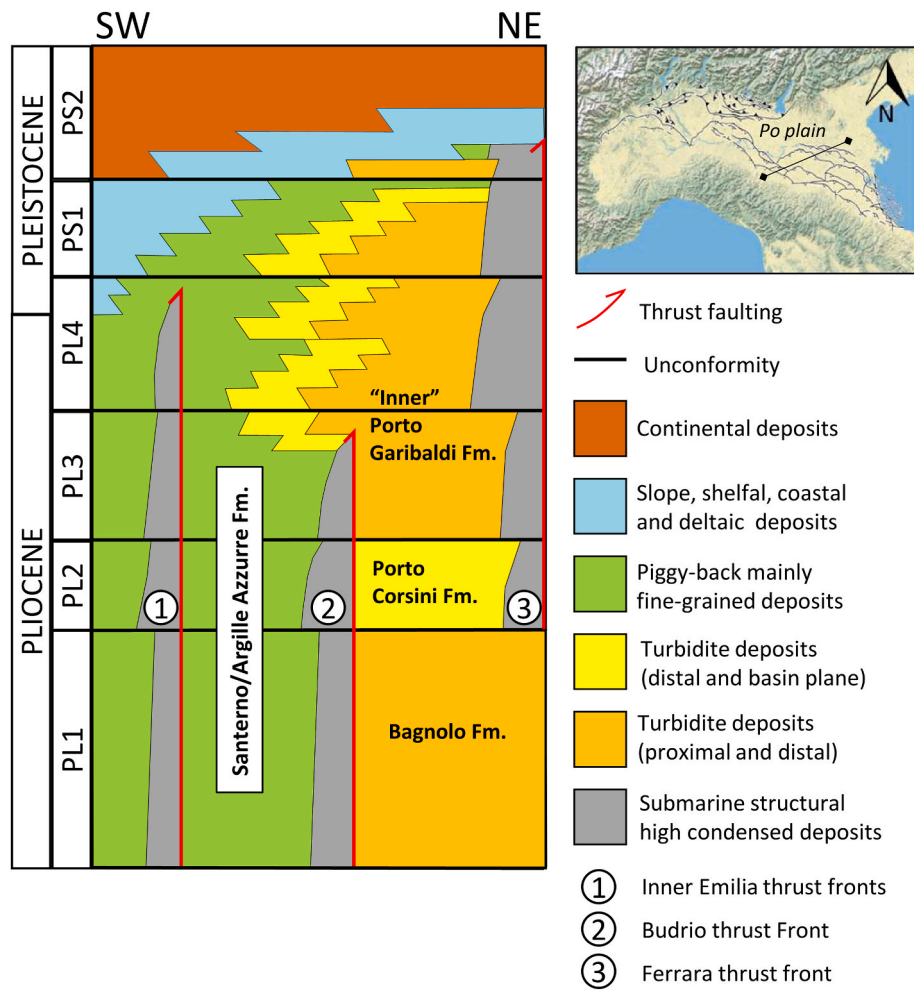 SW
NE
PLEISTOCENE
PLIOCENE
PS2
PS1
PL4
PL3
PL2
PL1
"Inner"
Porto
Garibaldi Fm.
Santerno/Argille Azzurre Fm.
Porto
Corsini Fm.
1
2
3
Bagnolo Fm.
Po plain
N
Thrust faulting
Unconformity
Continental deposits
Slope, shelfal, coastal
and deltaic deposits
Piggy-back mainly
fine-grained deposits
Turbidite deposits
(distal and basin plane)
Turbidite deposits
(proximal and distal)
Submarine structural
high condensed deposits
1 Inner Emilia thrust fronts
2 Budrio thrust Front
3 Ferrara thrust front